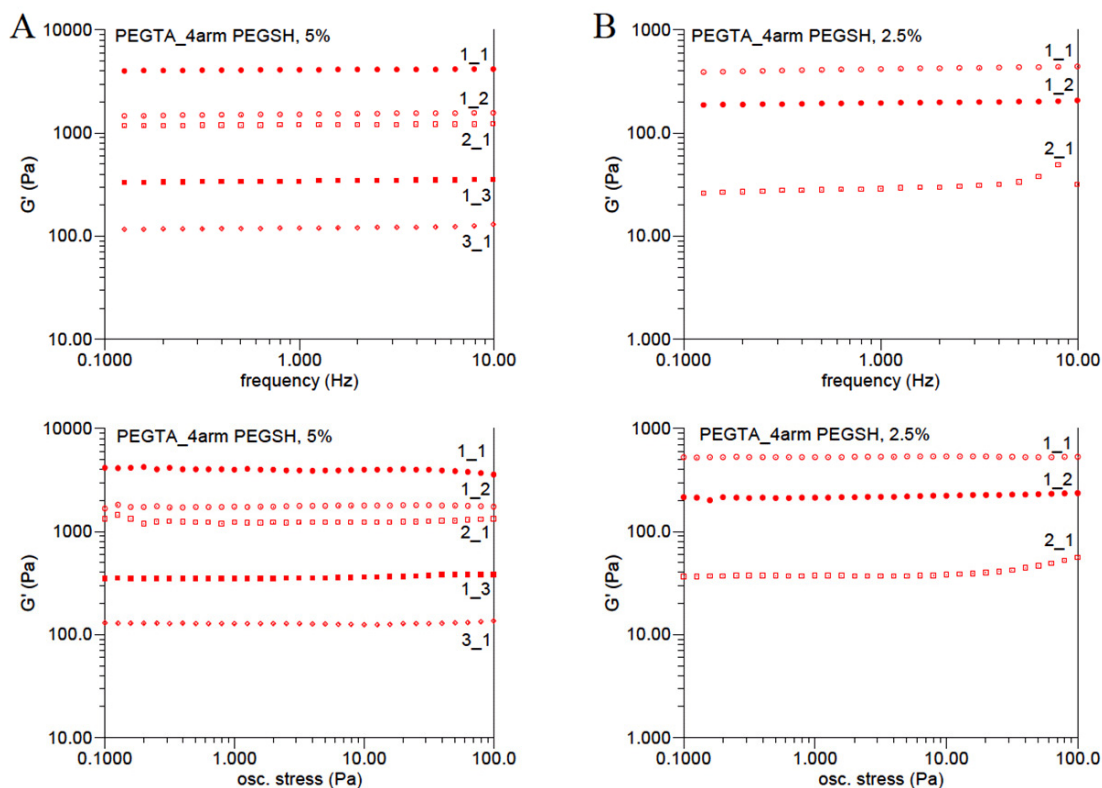 A
PEGTA_4arm PEGSH, 5%
10000
1000
100.0
10.00
G' (Pa)
1_1
1_2
2_1
1_3
3_1
0.1000 1.000 10.00
frequency (Hz)
B
PEGTA_4arm PEGSH, 2.5%
1000
100.0
10.00
1.000
G' (Pa)
1_1
1_2
2_1
0.1000 1.000 10.00
frequency (Hz)
PEGTA_4arm PEGSH, 5%
10000
1000
100.0
10.00
G' (Pa)
1_1
1_2
2_1
1_3
3_1
0.1000 1.000 10.00 100.0
osc. stress (Pa)
PEGTA_4arm PEGSH, 2.5%
1000
100.0
10.00
1.000
G' (Pa)
1_1
1_2
2_1
0.1000 1.000 10.00 100.0
osc. stress (Pa)